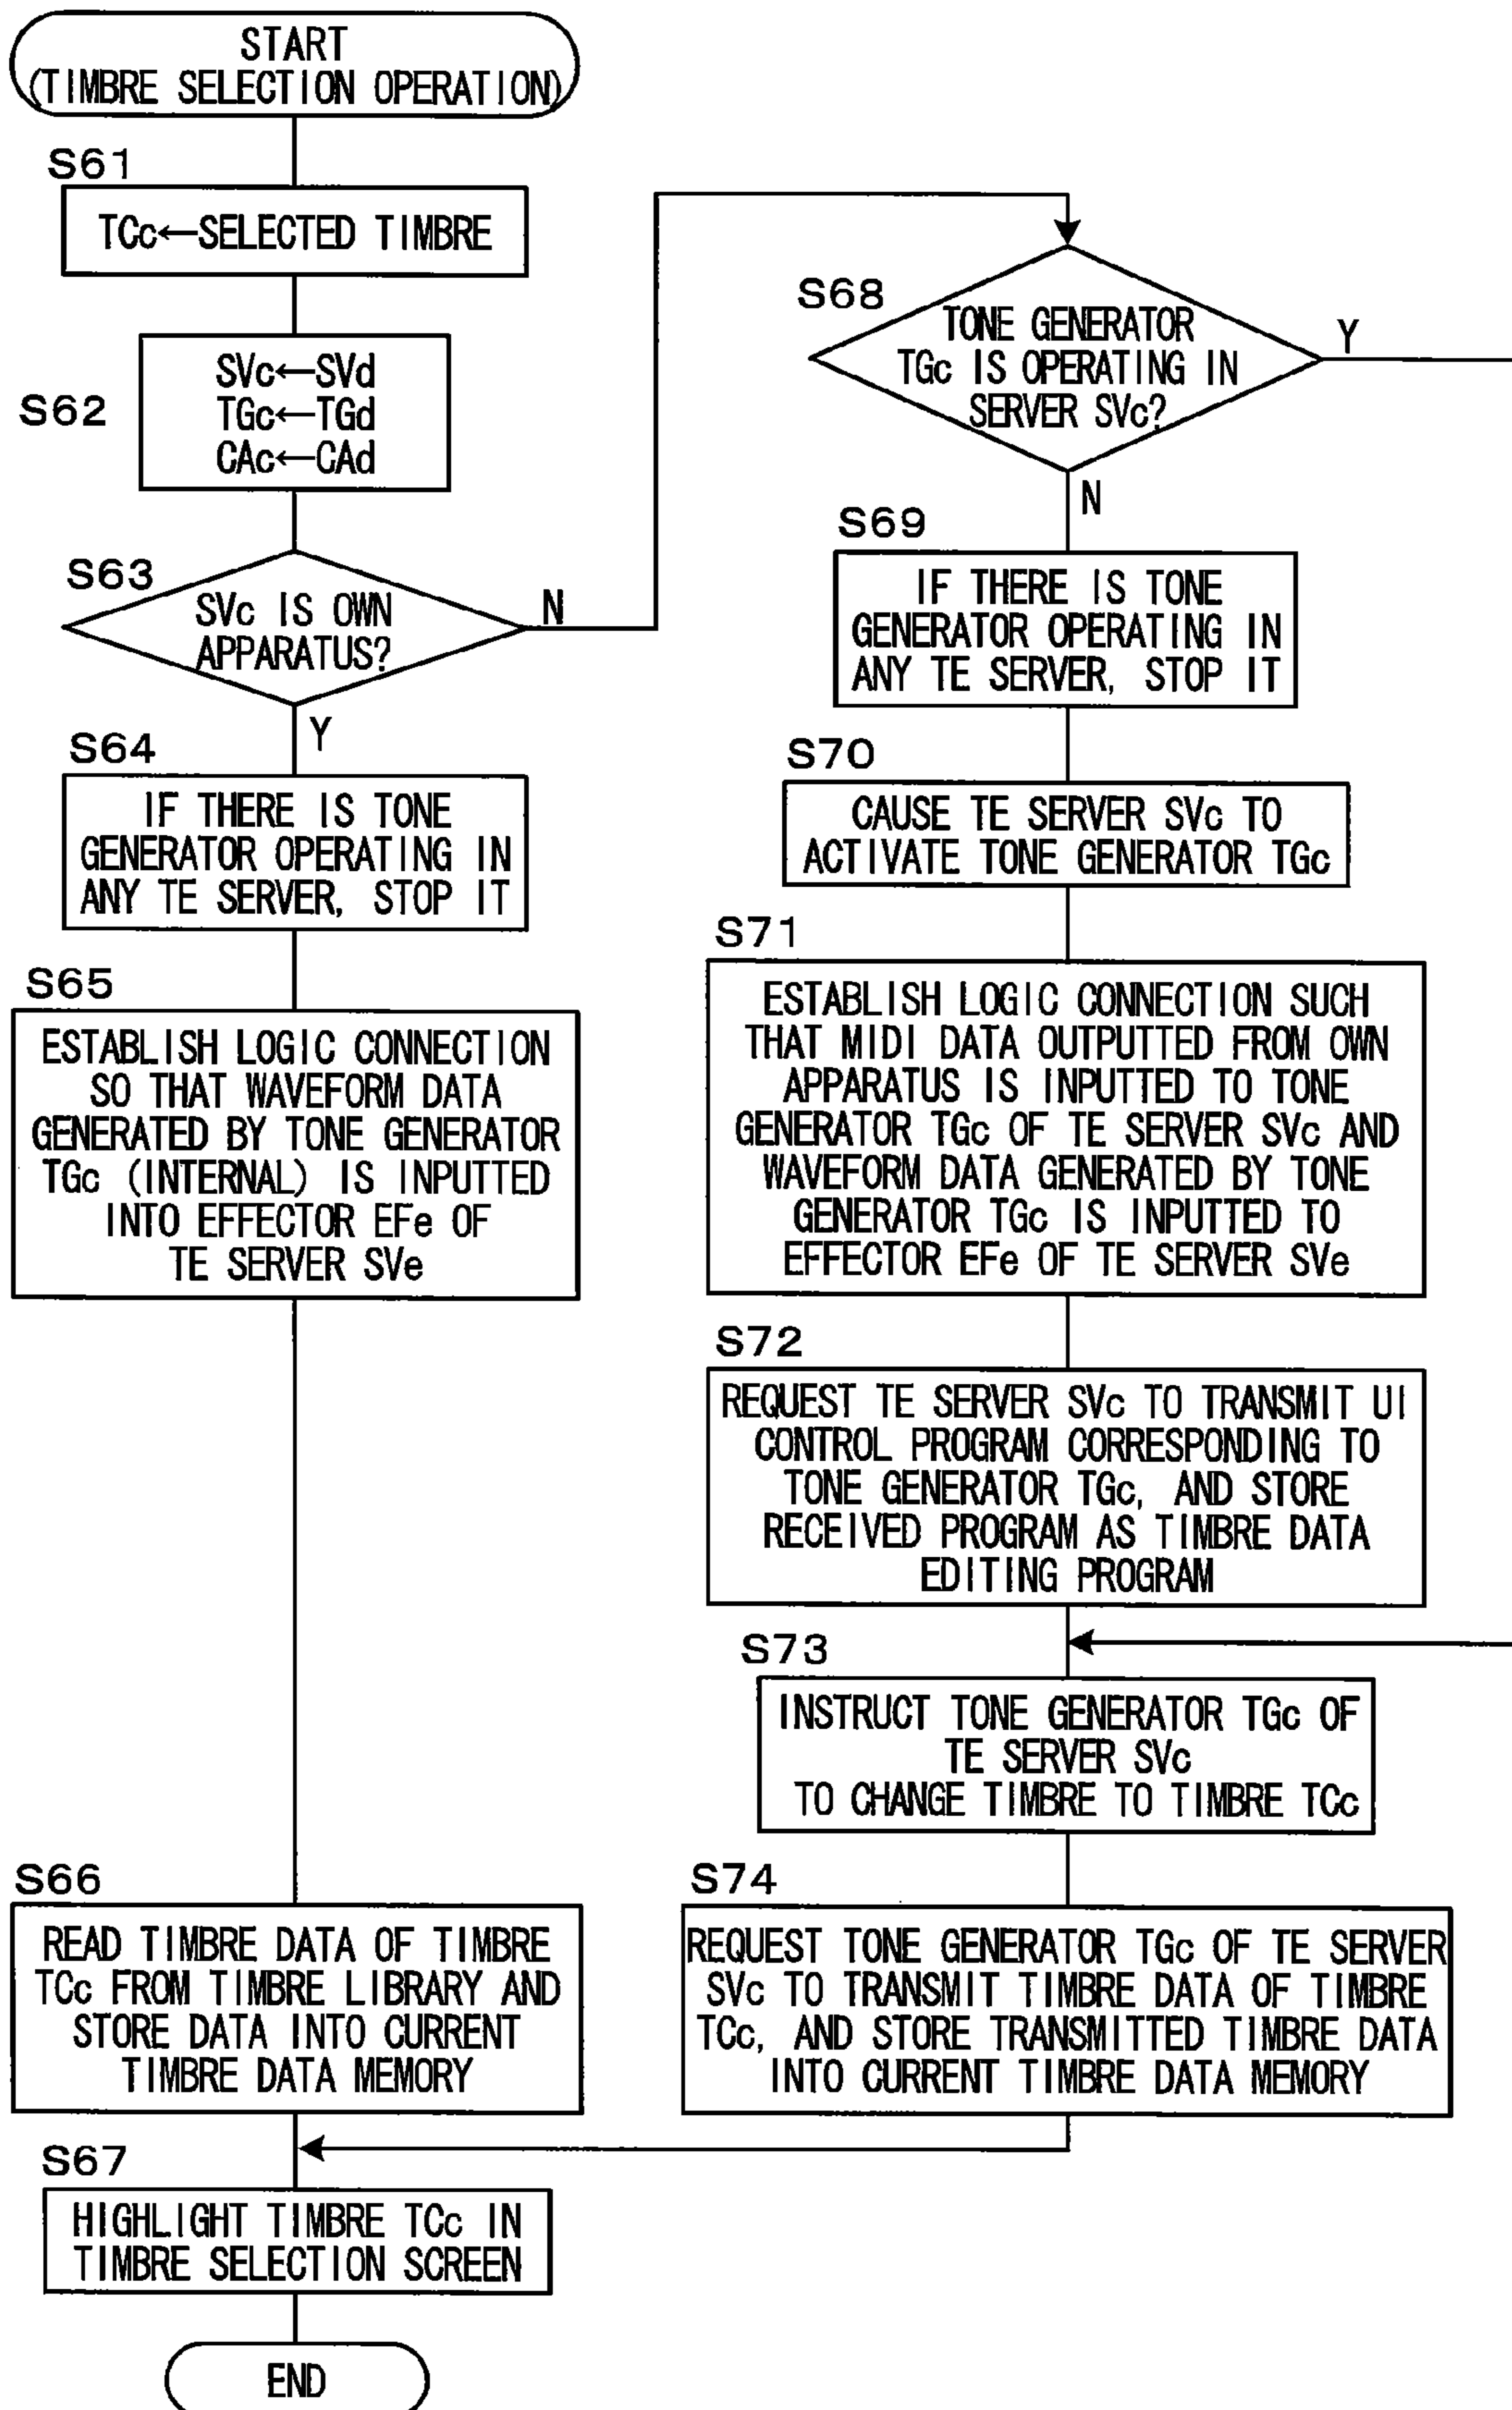 START
(TIMBRE SELECTION OPERATION)
S61
TCc←SELECTED TIMBRE
S62
SVc←SVd
TGc←TGd
CAc←CAd
S63
SVc IS OWN
APPARATUS?
N
Y
S64
IF THERE IS TONE
GENERATOR OPERATING IN
ANY TE SERVER, STOP IT
S65
ESTABLISH LOGIC CONNECTION
SO THAT WAVEFORM DATA
GENERATED BY TONE GENERATOR
TGc (INTERNAL) IS INPUTTED
INTO EFFECTOR EFe OF
TE SERVER SVe
S66
READ TIMBRE DATA OF TIMBRE
TCc FROM TIMBRE LIBRARY AND
STORE DATA INTO CURRENT
TIMBRE DATA MEMORY
S67
HIGHLIGHT TIMBRE TCc IN
TIMBRE SELECTION SCREEN
END
S68
TONE GENERATOR
TGc IS OPERATING IN
SERVER SVc?
Y
N
S69
IF THERE IS TONE
GENERATOR OPERATING IN
ANY TE SERVER, STOP IT
S70
CAUSE TE SERVER SVc TO
ACTIVATE TONE GENERATOR TGc
S71
ESTABLISH LOGIC CONNECTION SUCH
THAT MIDI DATA OUTPUTTED FROM OWN
APPARATUS IS INPUTTED TO TONE
GENERATOR TGc OF TE SERVER SVc AND
WAVEFORM DATA GENERATED BY TONE
GENERATOR TGc IS INPUTTED TO
EFFECTOR EFe OF TE SERVER SVe
S72
REQUEST TE SERVER SVc TO TRANSMIT UI
CONTROL PROGRAM CORRESPONDING TO
TONE GENERATOR TGc, AND STORE
RECEIVED PROGRAM AS TIMBRE DATA
EDITING PROGRAM
S73
INSTRUCT TONE GENERATOR TGc OF
TE SERVER SVc
TO CHANGE TIMBRE TO TIMBRE TCc
S74
REQUEST TONE GENERATOR TGc OF TE SERVER
SVc TO TRANSMIT TIMBRE DATA OF TIMBRE
TCc, AND STORE TRANSMITTED TIMBRE DATA
INTO CURRENT TIMBRE DATA MEMORY